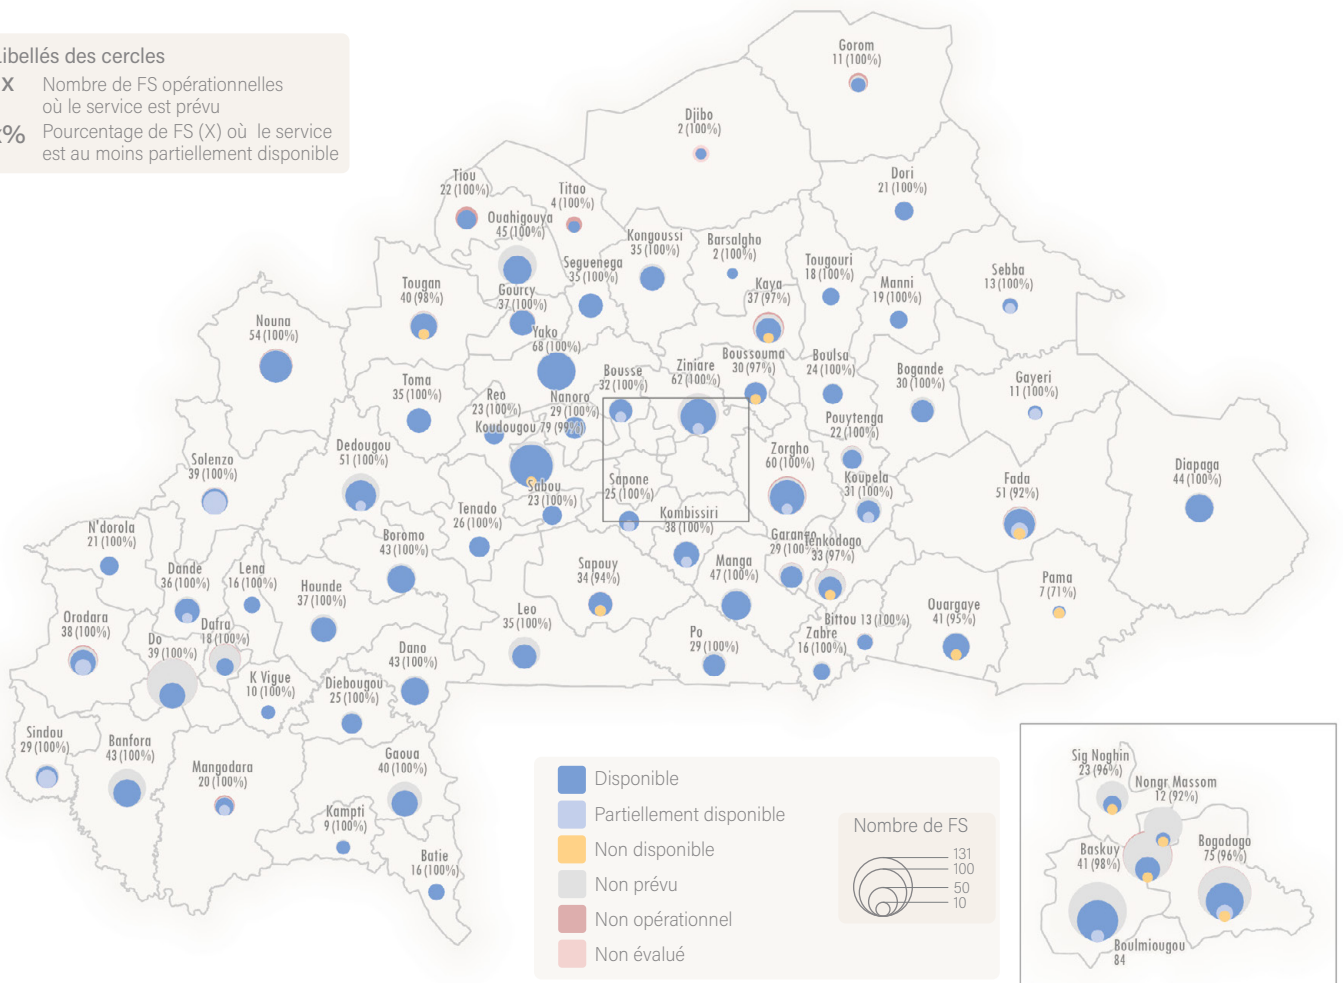 Libellés des cercles
X Nombre de FS opérationnelles
où le service est prévu
% Pourcentage de FS (X) où le service
est au moins partiellement disponible
Gorom
11 (100%)
Djibo
2 (100%)
Dori
21 (100%)
Tiou
22 (100%)
Titao
4 (100%)
Ouahigouya
45 (100%)
Kongoussi
35 (100%)
Barsalgho
2 (100%)
Tougouri
18 (100%)
Seguenega
35 (100%)
Sebba
13 (100%)
Manni
19 (100%)
Kaya
37 (97%)
Tougan
40 (98%)
Gourcy
37 (100%)
Nouna
54 (100%)
Yako
68 (100%)
Boussouma
30 (97%)
Boulsa
24 (100%)
Ziniare
62 (100%)
Bousse
32 (100%)
Bogande
30 (100%)
Gayeri
11 (100%)
Toma
35 (100%)
Reo
23 (100%)
Nanoro
29 (100%)
Koudougou 79 (99%)
Pouytenga
22 (100%)
Dedougou
51 (100%)
Zorgho
60 (100%)
Solenzo
39 (100%)
Diapaga
44 (100%)
Koupela
31 (100%)
Fada
51 (92%)
Sapone
25 (100%)
Sabou
23 (100%)
Tenado
26 (100%)
Kombissiri
38 (100%)
N'dorola
21 (100%)
Boromo
43 (100%)
Garango
29 (100%)
Tenkodogo
33 (97%)
Manga
47 (100%)
Sapouy
34 (94%)
Dande
36 (100%)
Lena
16 (100%)
Hounde
37 (100%)
Pama
7 (71%)
Leo
35 (100%)
Ouargaye
41 (95%)
Bittou 13 (100%)
Orodara
38 (100%)
Dafra
18 (100%)
Do
39 (100%)
Po
29 (100%)
Zabre
16 (100%)
Dano
43 (100%)
K Vigue
10 (100%)
Diebougou
25 (100%)
Sindou
29 (100%)
Banfora
43 (100%)
Mangodara
20 (100%)
Gaoua
40 (100%)
Kampti
9 (100%)
Batie
16 (100%)
Disponible
Partiellement disponible
Non disponible
Non prévu
Non opérationnel
Non évalué
Nombre de FS
131
100
50
10
Sig Noghin
23 (96%)
Nongr Massom
12 (92%)
Baskuy
41 (98%)
Bogodogo
75 (96%)
Boulmiougou
84